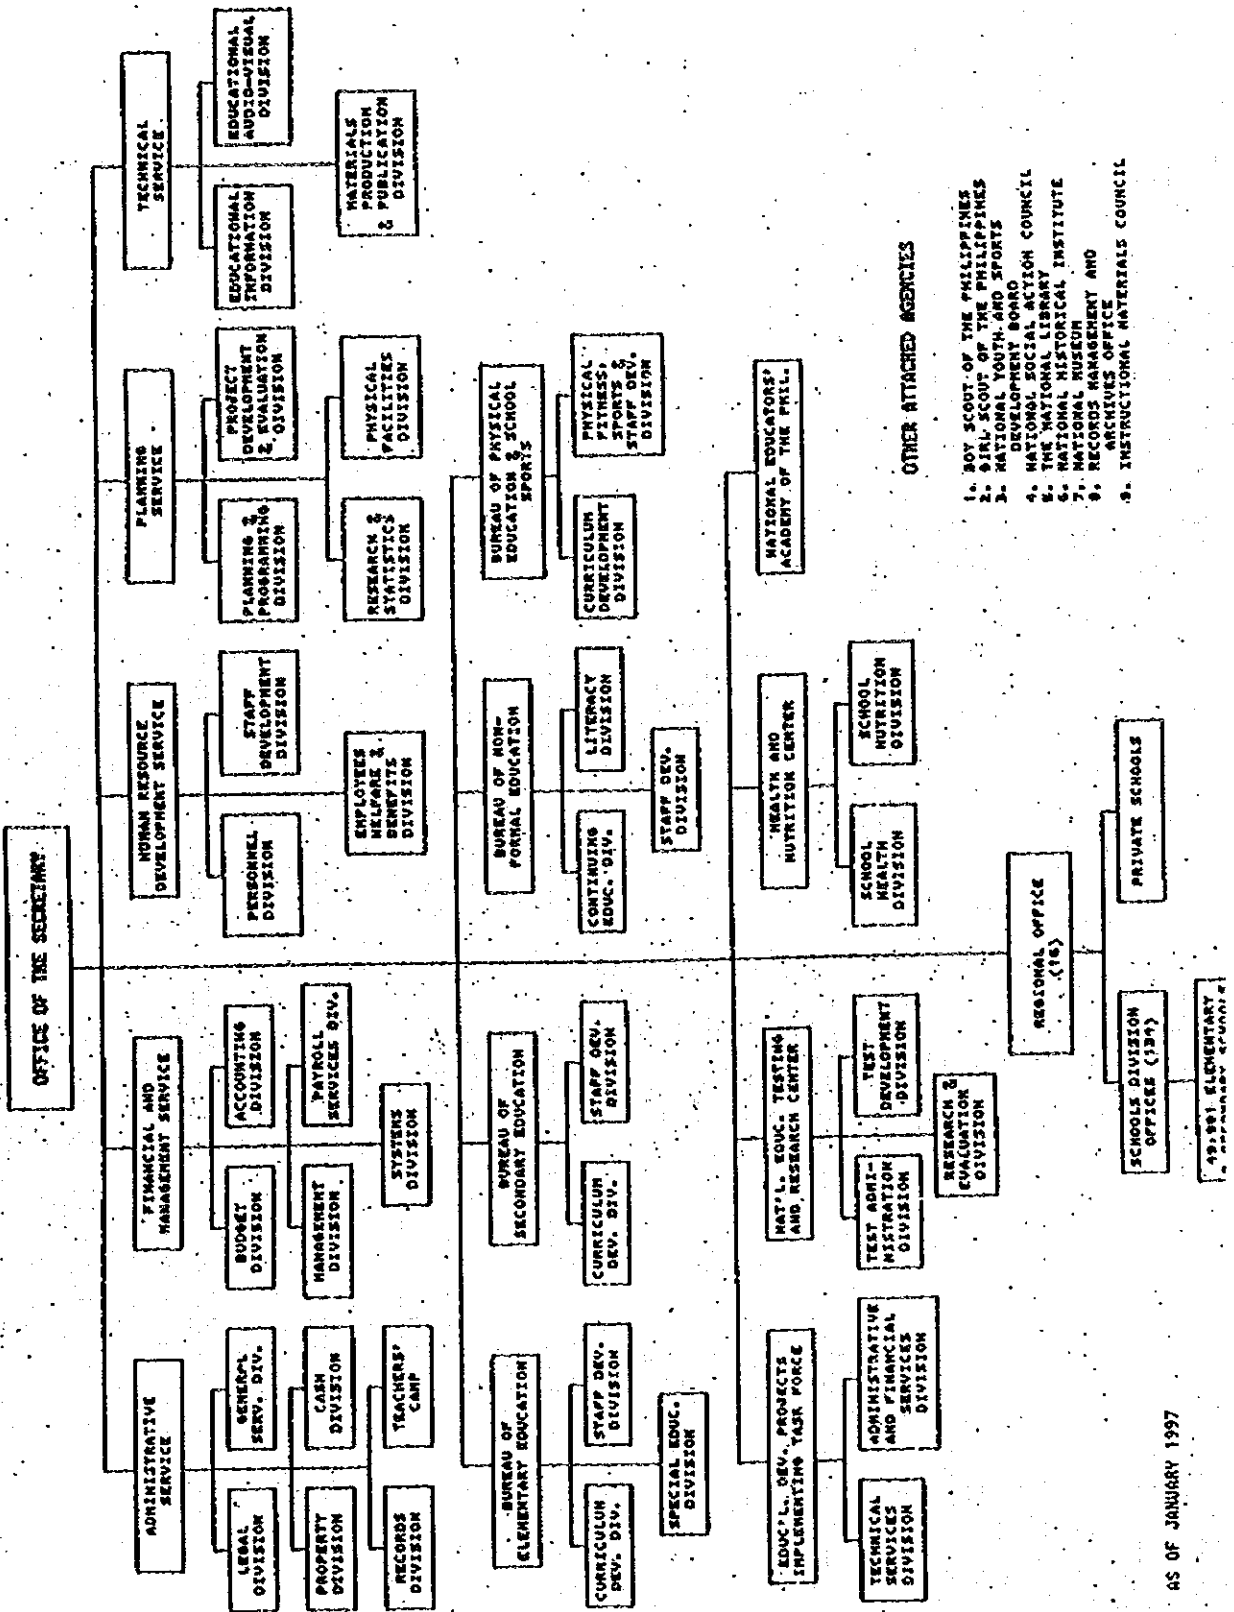 OFFICE OF THE SECRETARY
ADMINISTRATIVE
SERVICE
FINANCIAL AND
MANAGEMENT SERVICE
HUMAN RESOURCE
DEVELOPMENT SERVICE
PLANNING
SERVICE
TECHNICAL
SERVICE
LEGAL
DIVISION
GENERAL
SERV. DIV.
PROPERTY
DIVISION
CASH
DIVISION
RECORDS
DIVISION
TEACHERS'
CAMP
BUDGET
DIVISION
ACCOUNTING
DIVISION
MANAGEMENT
DIVISION
PAYROLL
SERVICES DIV.
SYSTEMS
DIVISION
PERSONNEL
DIVISION
STAFF
DEVELOPMENT
DIVISION
EMPLOYEES
WELFARE &
BENEFITS
DIVISION
PLANNING &
PROGRAMMING
DIVISION
PROJECT
DEVELOPMENT
& EVALUATION
DIVISION
RESEARCH &
STATISTICS
DIVISION
PHYSICAL
FACILITIES
DIVISION
EDUCATIONAL
INFORMATION
DIVISION
EDUCATIONAL
AUDIO-VISUAL
DIVISION
MATERIALS
PRODUCTION
& PUBLICATION
DIVISION
BUREAU OF
ELEMENTARY EDUCATION
BUREAU OF
SECONDARY EDUCATION
BUREAU OF NON-
FORMAL EDUCATION
BUREAU OF PHYSICAL
EDUCATION & SCHOOL
SPORTS
CURRICULUM
DEV. DIV.
STAFF DEV.
DIVISION
SPECIAL EDUC.
DIVISION
CURRICULUM
DEV. DIV.
STAFF DEV.
DIVISION
CONTINUING
EDUC. DIV.
LITERACY
DIVISION
STAFF DEV.
DIVISION
CURRICULUM
DEVELOPMENT
DIVISION
PHYSICAL
FITNESS,
SPORTS &
STAFF DEV.
DIVISION
EDUC'L. DEV. PROJECTS
IMPLEMENTING TASK FORCE
NAT'L. EDUC. TESTING
AND RESEARCH CENTER
HEALTH AND
NUTRITION CENTER
NATIONAL EDUCATORS'
ACADEMY OF THE PHIL.
TECHNICAL
SERVICES
DIVISION
ADMINISTRATIVE
AND FINANCIAL
SERVICES
DIVISION
TEST ADMI-
NISTRATION
DIVISION
TEST
DEVELOPMENT
DIVISION
RESEARCH &
EVALUATION
DIVISION
SCHOOL
HEALTH
DIVISION
SCHOOL
NUTRITION
DIVISION
REGIONAL OFFICE
(16)
SCHOOLS DIVISION
OFFICES (134)
PRIVATE SCHOOLS
ELEMENTARY
OTHER ATTACHED AGENCIES
1. BOY SCOUT OF THE PHILIPPINES
2. GIRL SCOUT OF THE PHILIPPINES
3. NATIONAL YOUTH AND SPORTS
DEVELOPMENT BOARD
4. NATIONAL SOCIAL ACTION COUNCIL
5. THE NATIONAL LIBRARY
6. NATIONAL HISTORICAL INSTITUTE
7. NATIONAL MUSEUM
8. RECORDS MANAGEMENT AND
ARCHIVES OFFICE
9. INSTRUCTIONAL MATERIALS COUNCIL
AS OF JANUARY 1997